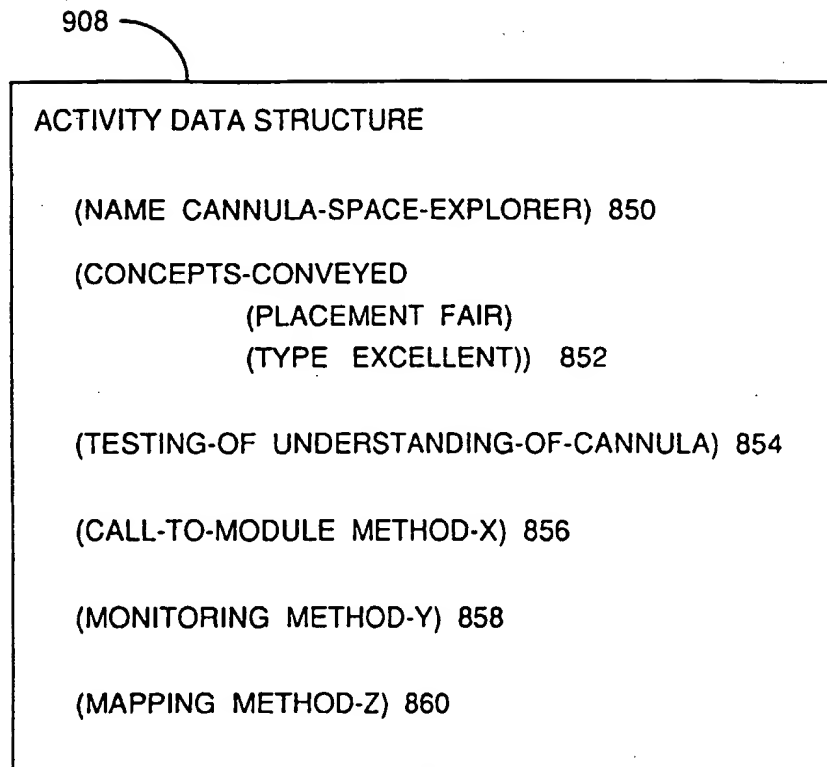 908
ACTIVITY DATA STRUCTURE
(NAME CANNULA-SPACE-EXPLORER) 850
(CONCEPTS-CONVEYED
(PLACEMENT FAIR)
(TYPE EXCELLENT)) 852
(TESTING-OF UNDERSTANDING-OF-CANNULA) 854
(CALL-TO-MODULE METHOD-X) 856
(MONITORING METHOD-Y) 858
(MAPPING METHOD-Z) 860